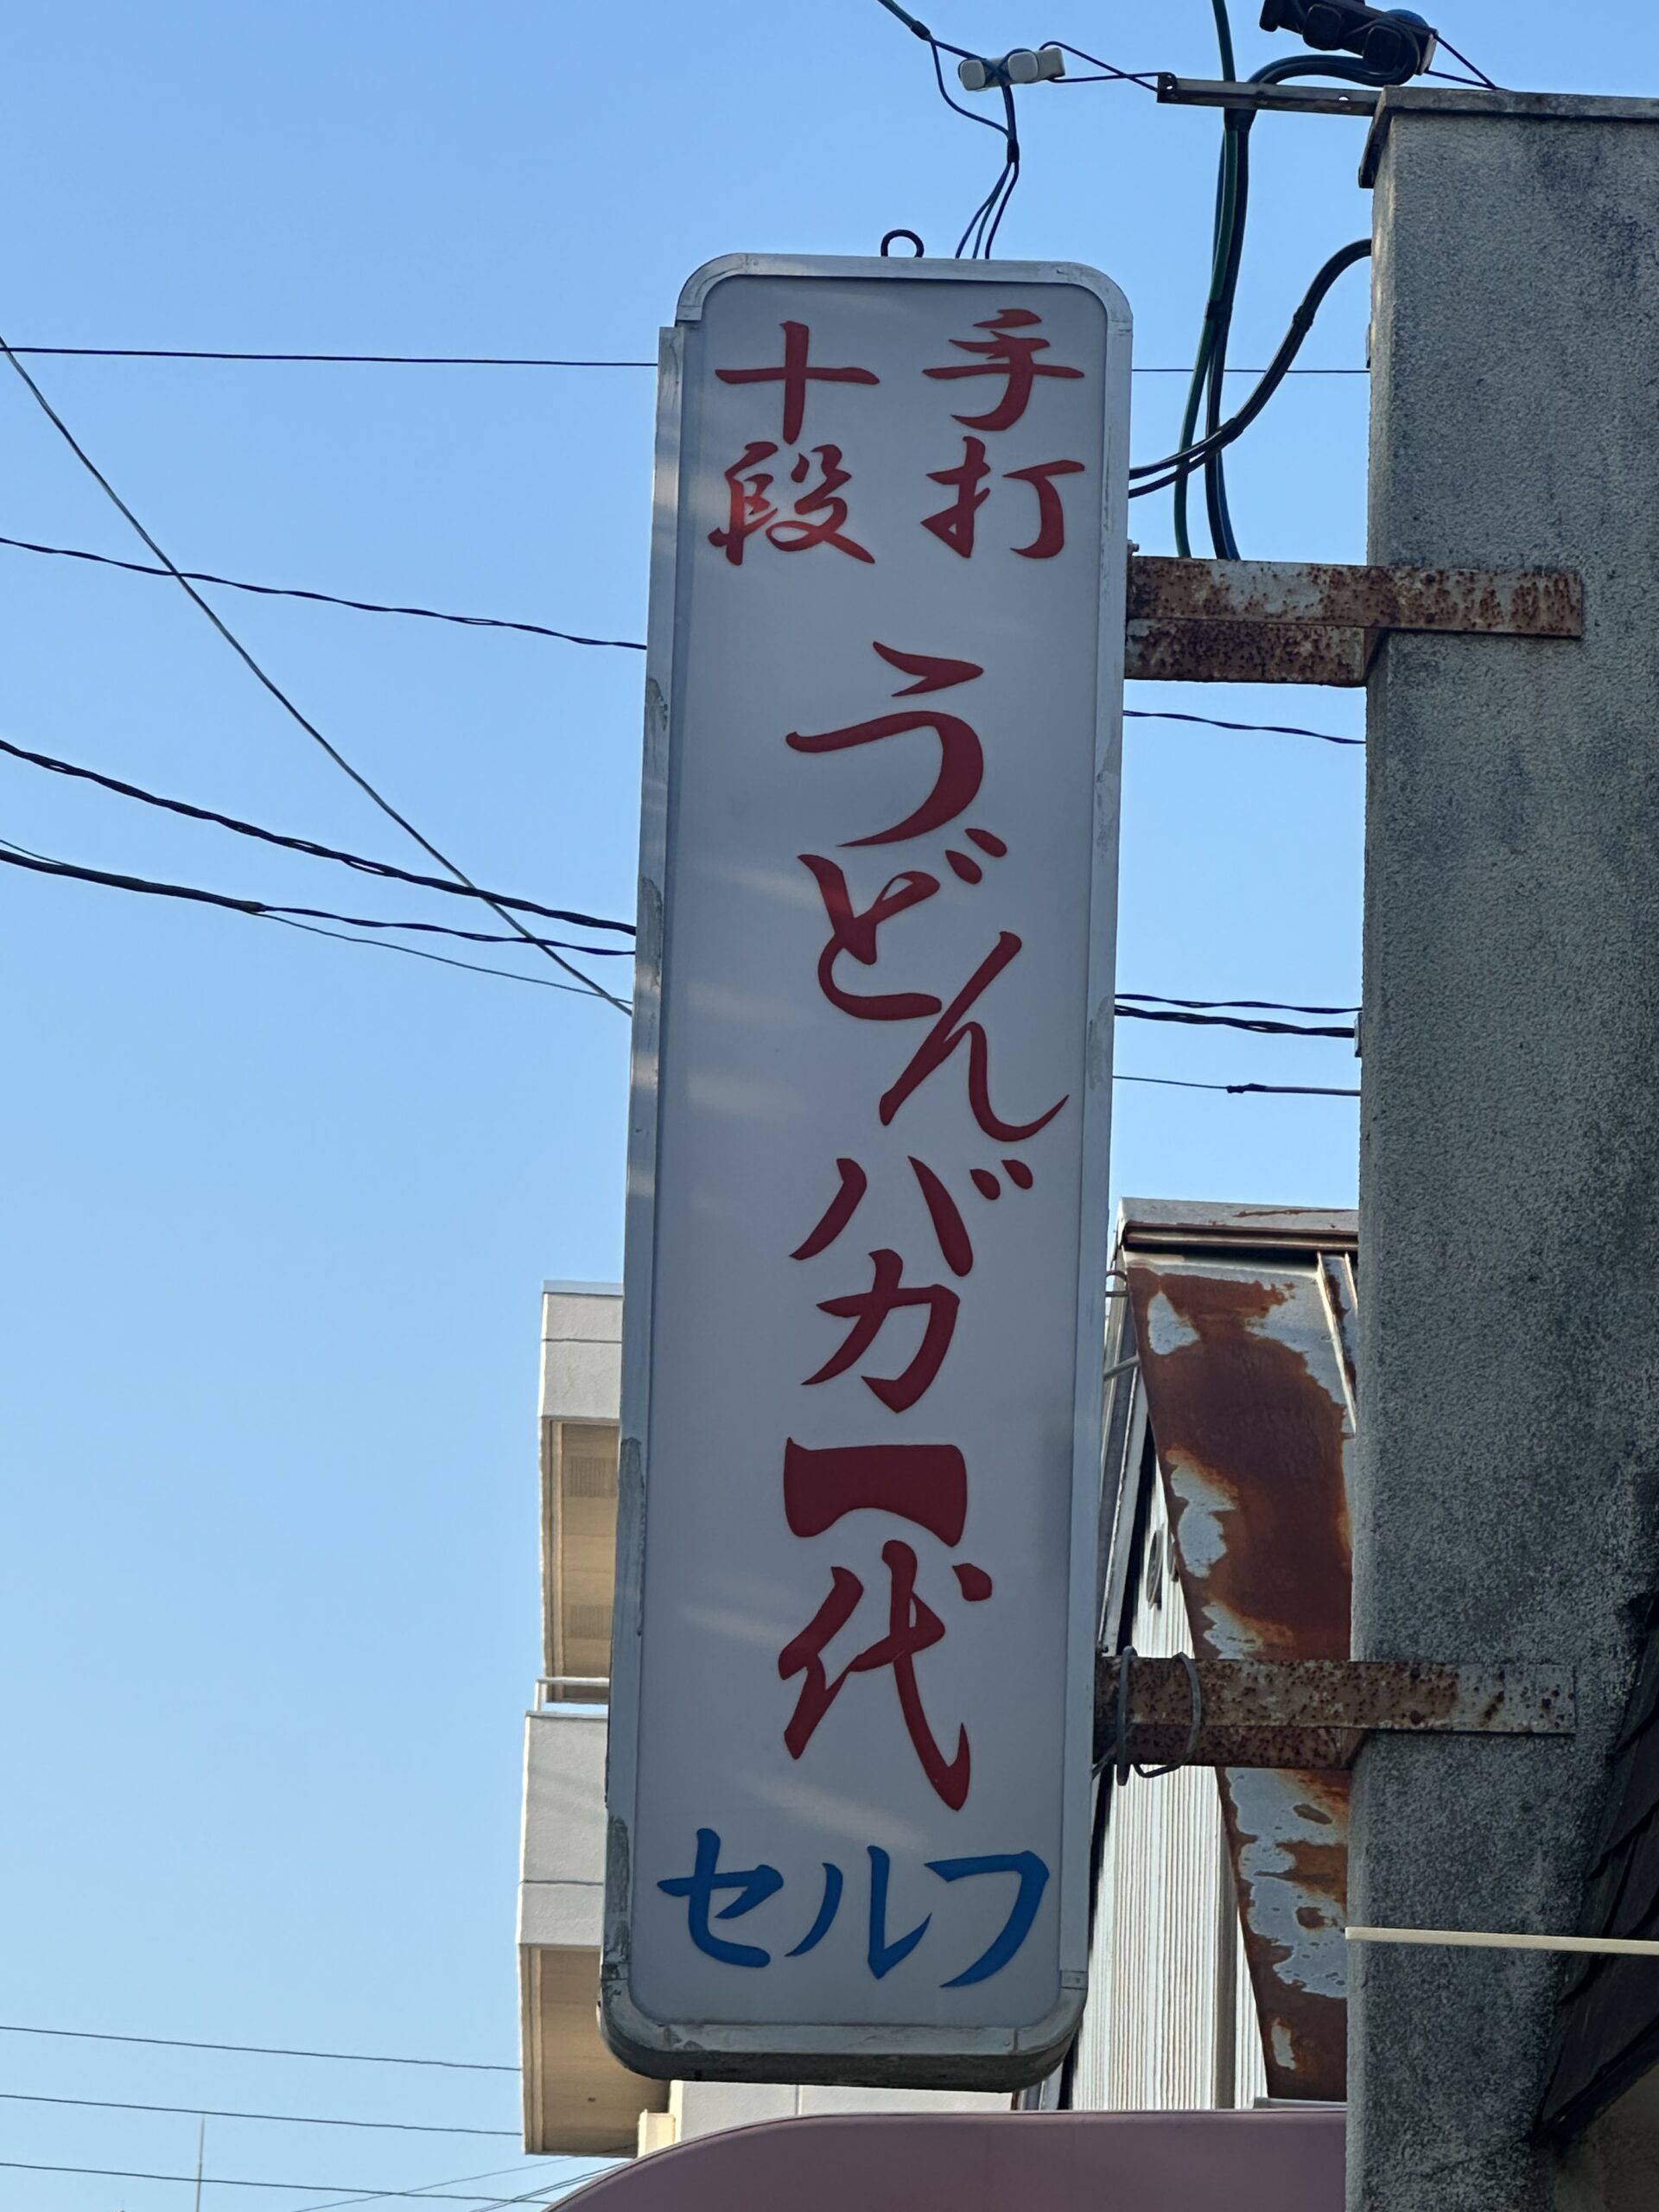 手打
十段
うどんバカ一代
セルフ